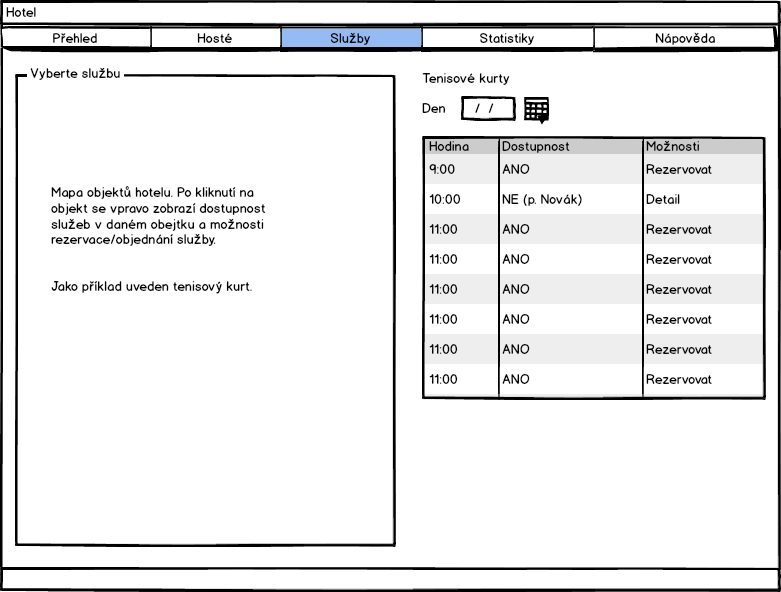 Hotel
Přehled Hosté Služby Statistiky Nápověda
Vyberte službu
Mapa objektů hotelu. Po kliknutí na
objekt se vpravo zobrazí dostupnost
služeb v daném obejtku a možnosti
rezervace/objednání služby.
Jako příklad uveden tenisový kurt.
Tenisové kurty
Den / /
Hodina Dostupnost Možnosti
9:00 ANO Rezervovat
10:00 NE (p. Novák) Detail
11:00 ANO Rezervovat
11:00 ANO Rezervovat
11:00 ANO Rezervovat
11:00 ANO Rezervovat
11:00 ANO Rezervovat
11:00 ANO Rezervovat